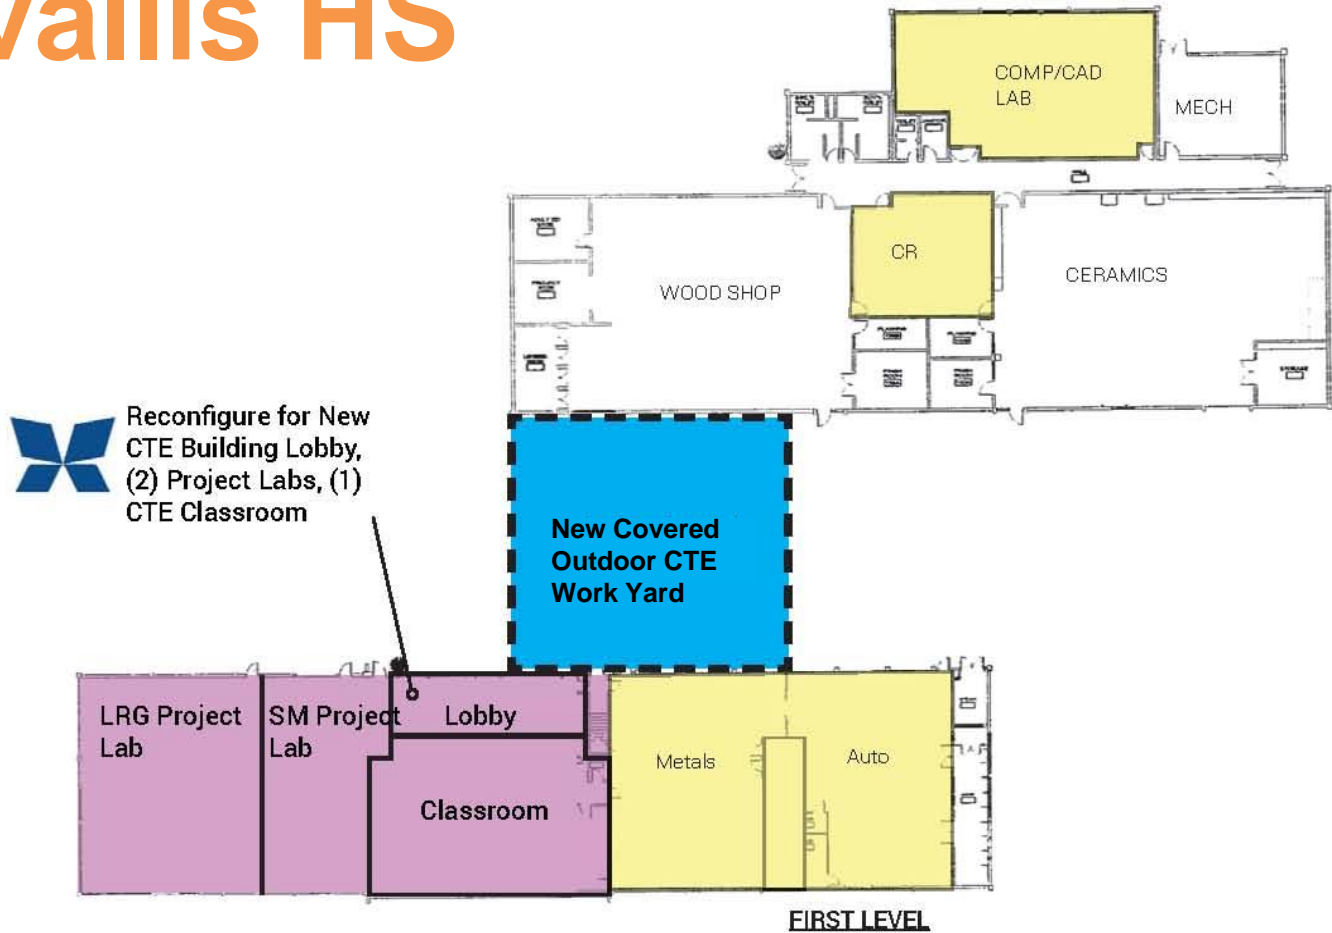 vallis HS
COMP/CAD
LAB
MECH
CR
WOOD SHOP
CERAMICS
Reconfigure for New
CTE Building Lobby,
(2) Project Labs, (1)
CTE Classroom
New Covered
Outdoor CTE
Work Yard
LRG Project
Lab
SM Project
Lab
Lobby
Classroom
Metals
Auto
FIRST LEVEL